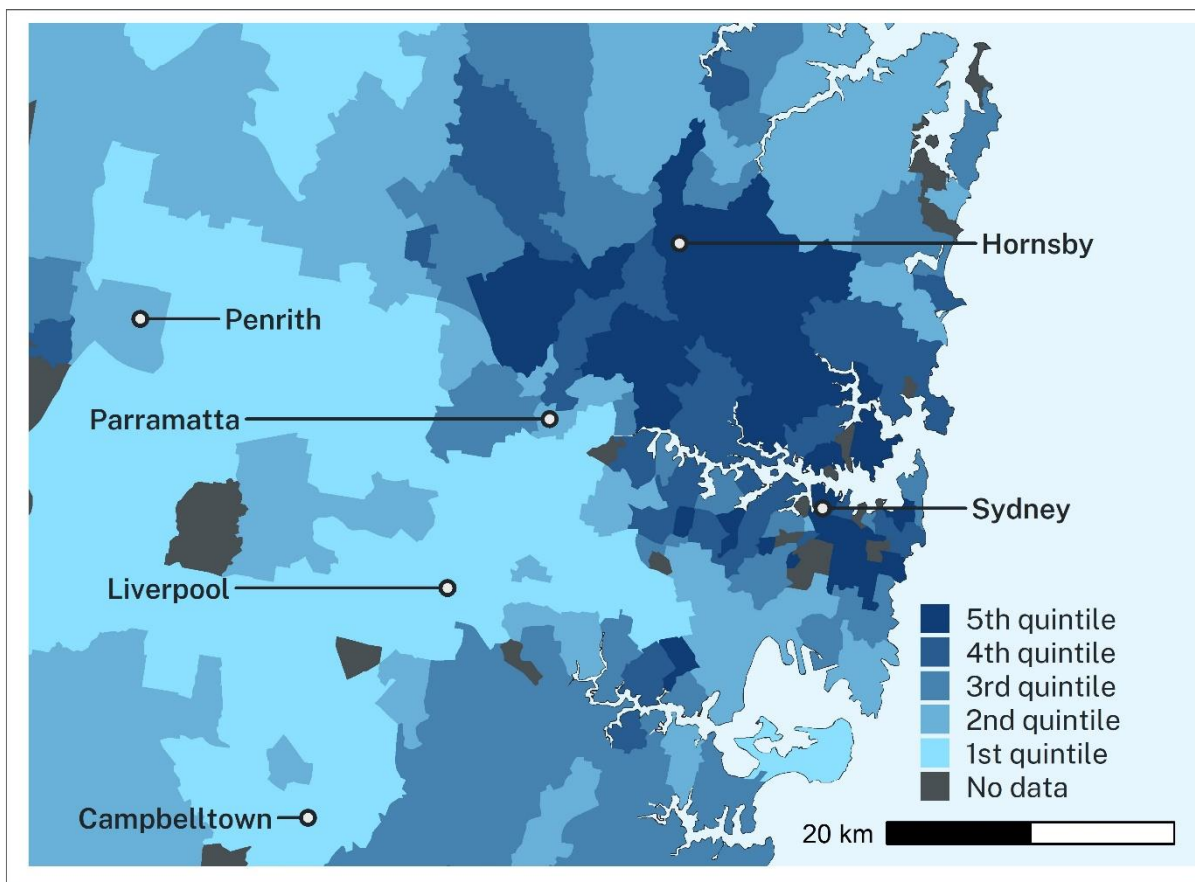 Hornsby
Penrith
Parramatta
Sydney
Liverpool
5th quintile
4th quintile
3rd quintile
2nd quintile
1st quintile
No data
Campbelltown
20 km